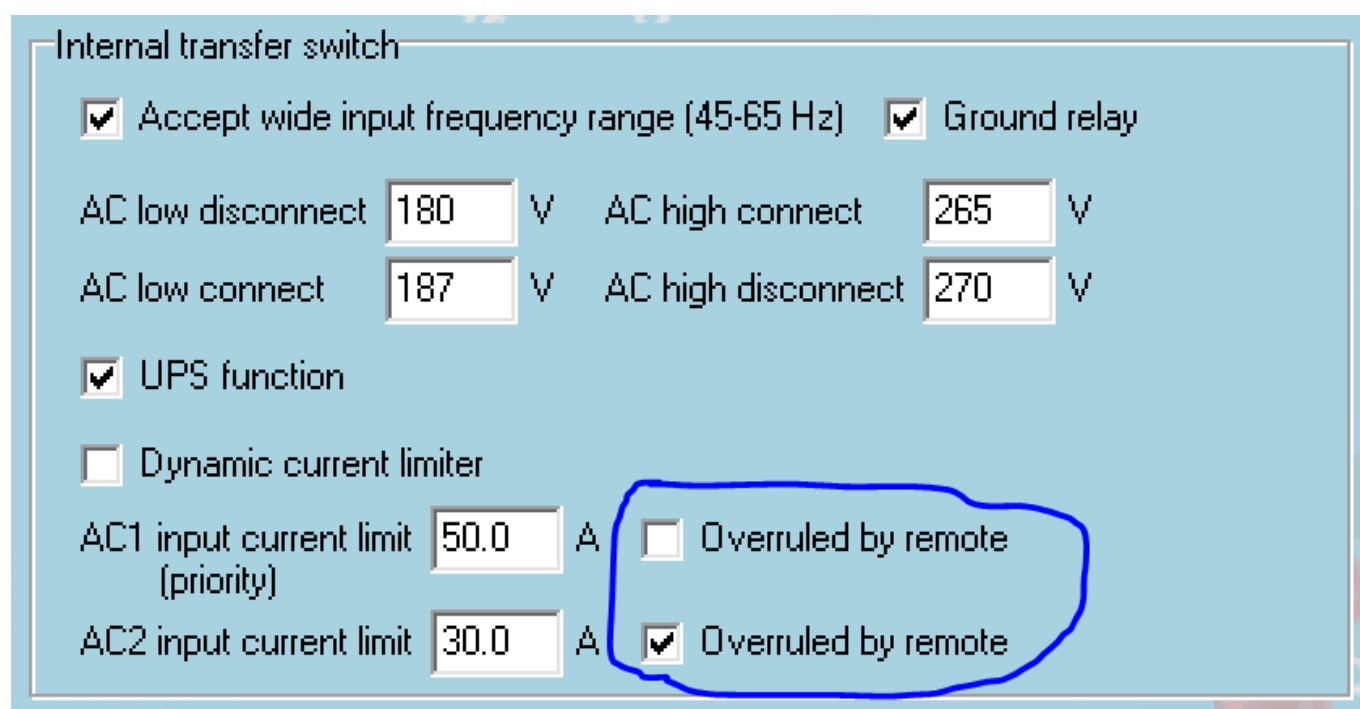 Internal transfer switch
Accept wide input frequency range (45-65 Hz) Ground relay
AC low disconnect 180 V AC high connect 265 V
AC low connect 187 V AC high disconnect 270 V
UPS function
Dynamic current limiter
AC1 input current limit 50.0 A Overruled by remote
(priority)
AC2 input current limit 30.0 A Overruled by remote